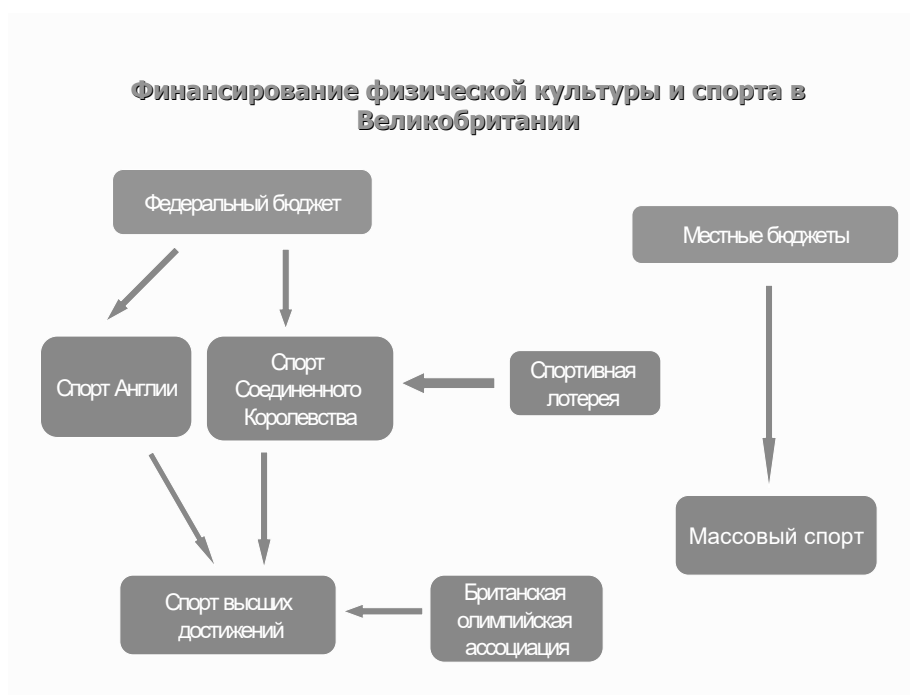 Финансирование физической культуры и спорта в
Великобритании
Федеральный бюджет
Местные бюджеты
Спорт Англии
Спорт
Соединенного
Королевства
Спортивная
лотерея
Массовый спорт
Спорт высших
достижений
Британская
олимпийская
ассоциация